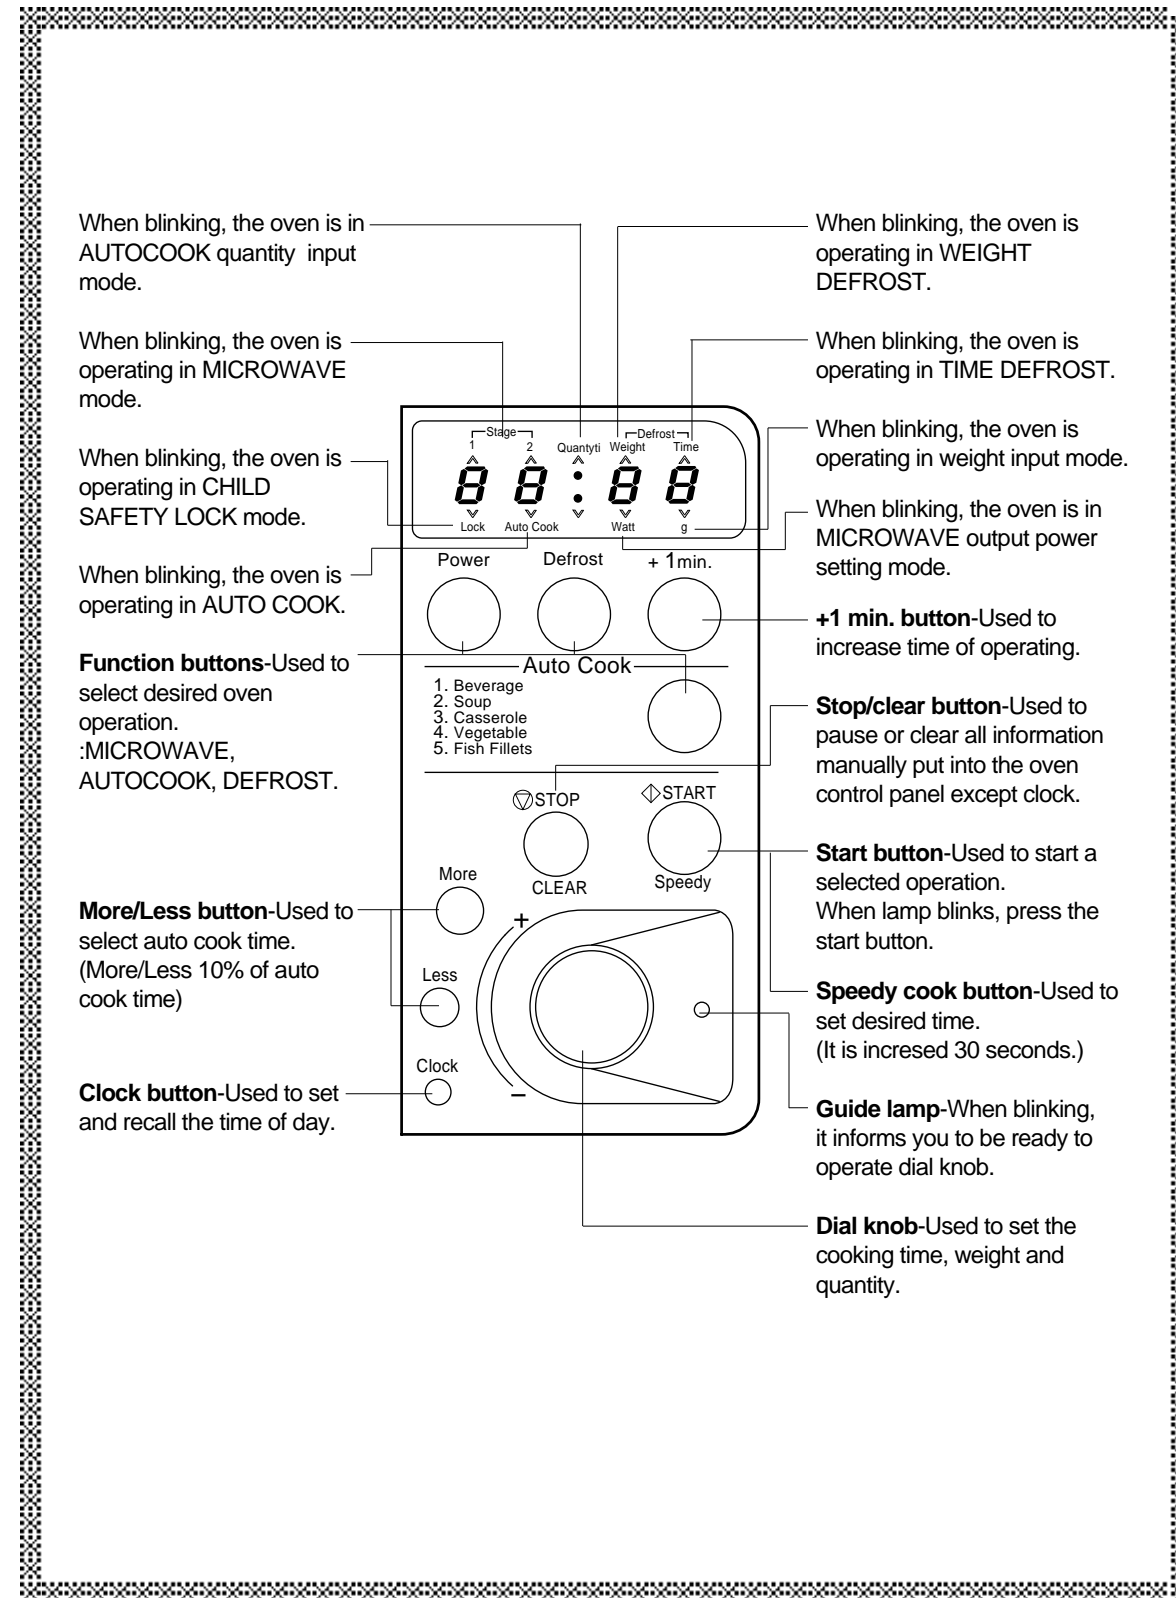 When blinking, the oven is in
AUTOCOOK quantity input
mode.
When blinking, the oven is
operating in MICROWAVE
mode.
When blinking, the oven is
operating in CHILD
SAFETY LOCK mode.
When blinking, the oven is
operating in AUTO COOK.
Function buttons-Used to
select desired oven
operation.
:MICROWAVE,
AUTOCOOK, DEFROST.
More/Less button-Used to
select auto cook time.
(More/Less 10% of auto
cook time)
Clock button-Used to set
and recall the time of day.
Stage
Defrost
1 2 Quantyti Weight Time
8 8 : 8 8
Lock Auto Cook Watt g
Power Defrost + 1min.
Auto Cook
1. Beverage
2. Soup
3. Casserole
4. Vegetable
5. Fish Fillets
STOP
START
CLEAR
Speedy
More
+
Less
Clock
–
When blinking, the oven is
operating in WEIGHT
DEFROST.
When blinking, the oven is
operating in TIME DEFROST.
When blinking, the oven is
operating in weight input mode.
When blinking, the oven is in
MICROWAVE output power
setting mode.
+1 min. button-Used to
increase time of operating.
Stop/clear button-Used to
pause or clear all information
manually put into the oven
control panel except clock.
Start button-Used to start a
selected operation.
When lamp blinks, press the
start button.
Speedy cook button-Used to
set desired time.
(It is incresed 30 seconds.)
Guide lamp-When blinking,
it informs you to be ready to
operate dial knob.
Dial knob-Used to set the
cooking time, weight and
quantity.